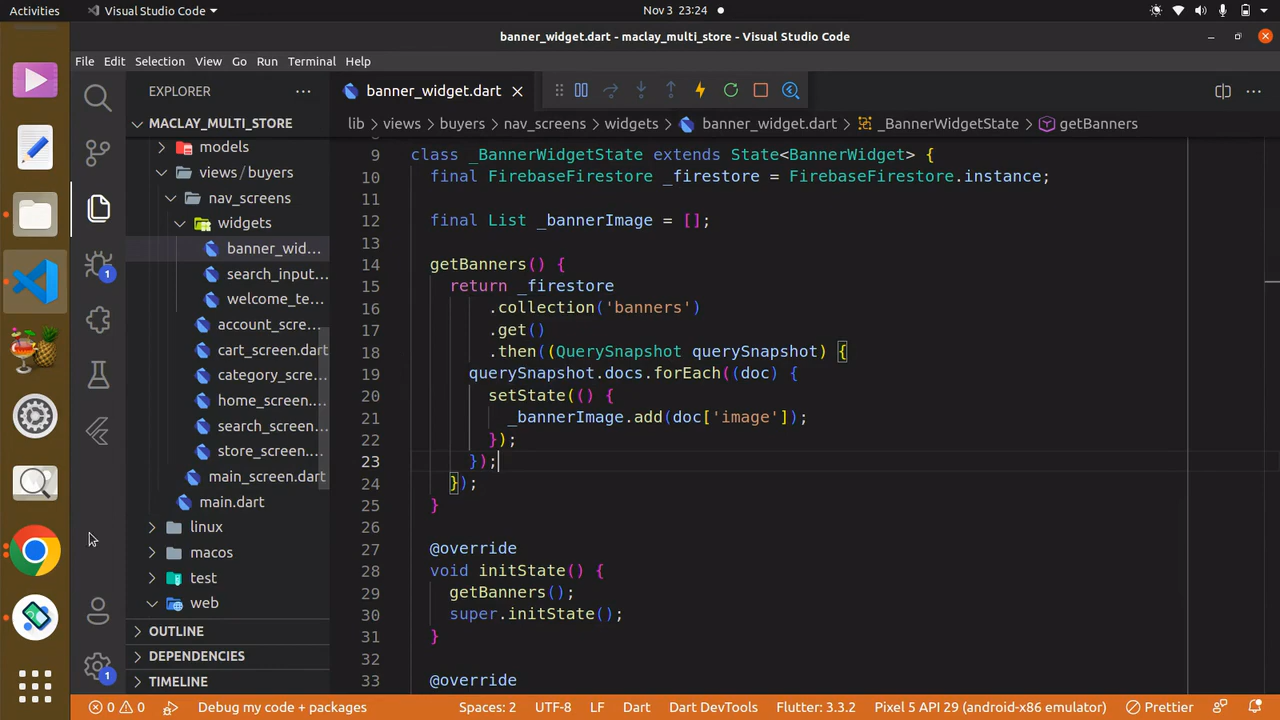 Activities
Visual Studio Code
Nov 3 23:24
banner_widget.dart - maclay_multi_store - Visual Studio Code
File Edit Selection View Go Run Terminal Help
EXPLORER
banner_widget.dart
MACLAY_MULTI_STORE
lib views buyers nav_screens widgets banner_widget.dart _BannerWidgetState getBanners
models
views / buyers
nav_screens
widgets
banner_wid...
search_input...
welcome_te...
account_scre...
cart_screen.dart
category_scre...
home_screen....
search_screen...
store_screen....
main_screen.dart
main.dart
linux
macos
test
web
OUTLINE
DEPENDENCIES
TIMELINE
1
1
9 class _BannerWidgetState extends State<BannerWidget> {
10 final FirebaseFirestore _firestore = FirebaseFirestore.instance;
11
12 final List _bannerImage = [];
13
14 getBanners() {
15 return _firestore
16 .collection('banners')
17 .get()
18 .then((QuerySnapshot querySnapshot) {
19 querySnapshot.docs.forEach((doc) {
20 setState(() {
21 _bannerImage.add(doc['image']);
22 });
23 });
24 });
25 }
26
27 @override
28 void initState() {
29 getBanners();
30 super.initState();
31 }
32
33 @override
0 0 Debug my code + packages Spaces: 2 UTF-8 LF Dart Dart DevTools Flutter: 3.3.2 Pixel 5 API 29 (android-x86 emulator) Prettier